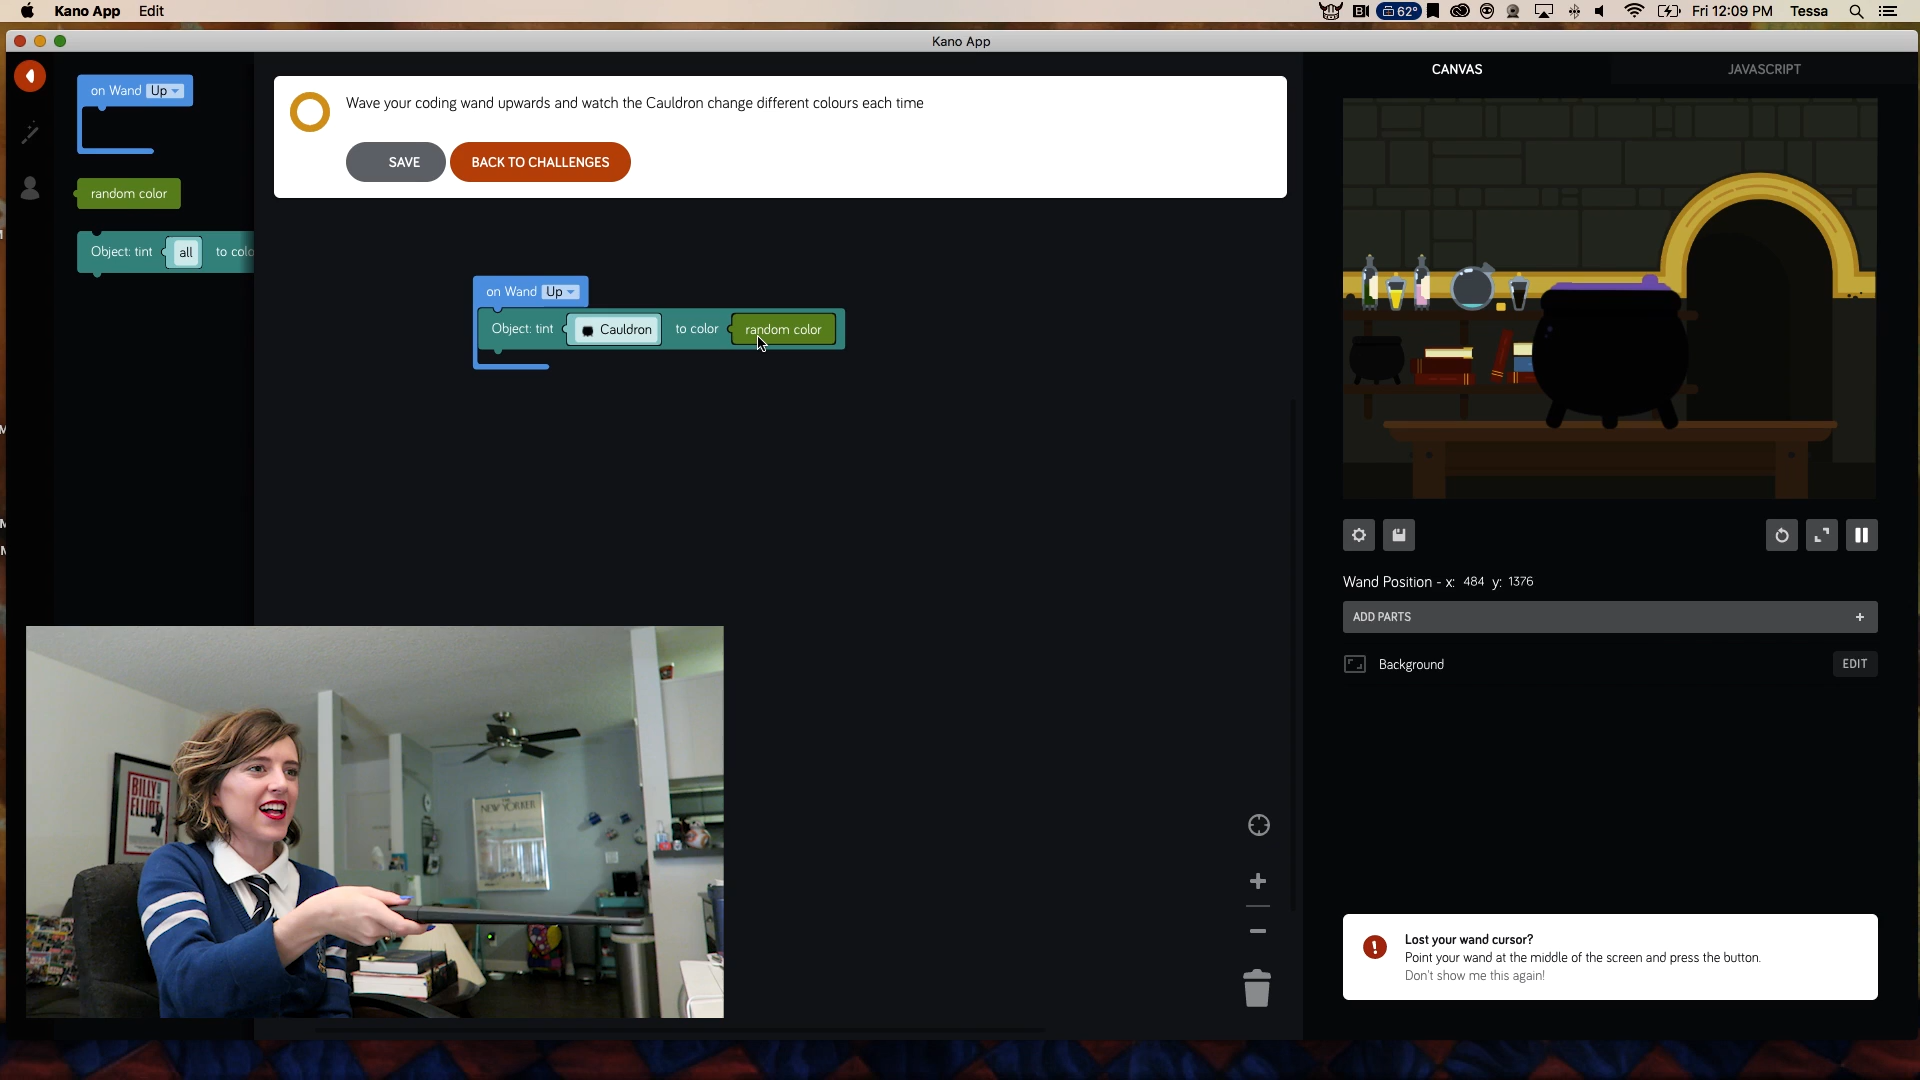 Kano App Edit
62° Fri 12:09 PM Tessa
Kano App
on Wand Up
random color
Object: tint all to colo
Wave your coding wand upwards and watch the Cauldron change different colours each time
SAVE BACK TO CHALLENGES
on Wand Up
Object: tint Cauldron to color random color
CANVAS JAVASCRIPT
Wand Position - x: 484 y: 1376
ADD PARTS +
Background EDIT
Lost your wand cursor?
Point your wand at the middle of the screen and press the button.
Don't show me this again!
BILLY
ELLIOT
NEW YORKER